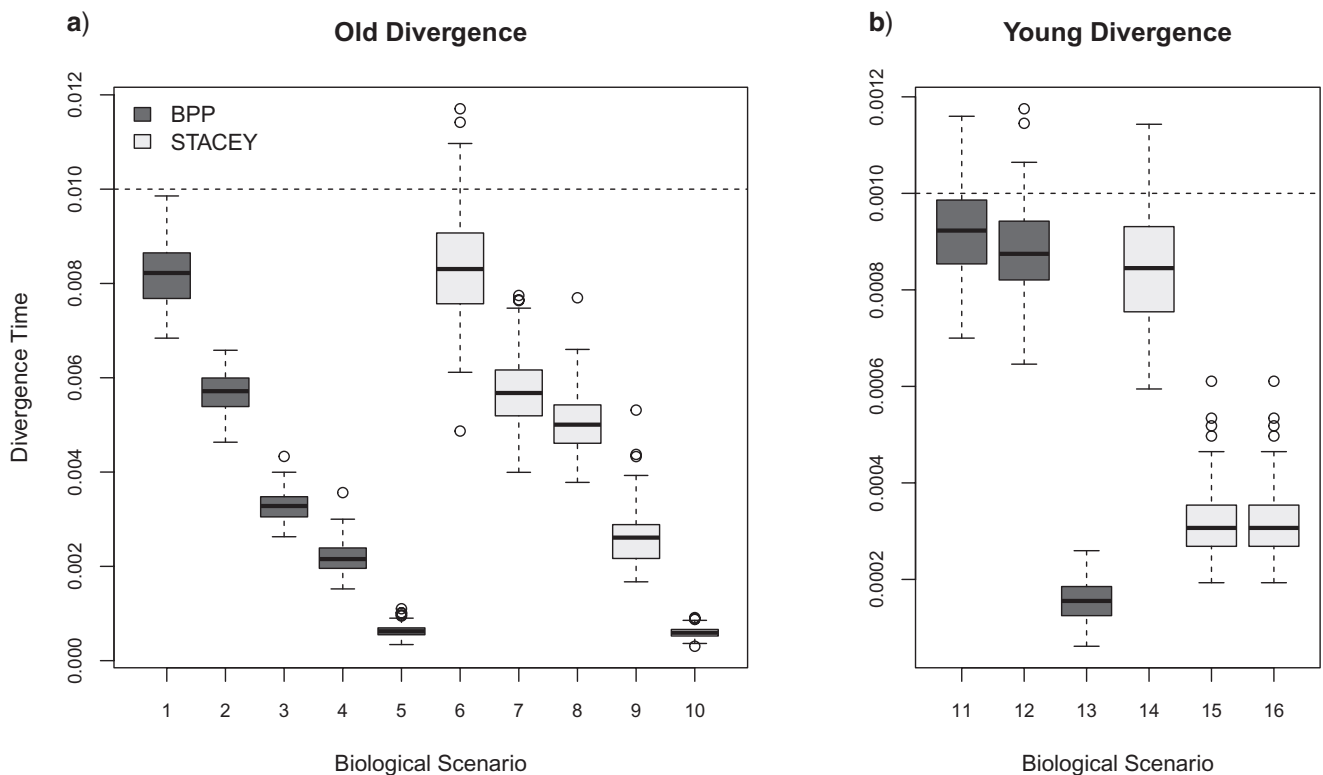 a)
Old Divergence
BPP
STACEY
Divergence Time
0.012
0.010
0.008
0.006
0.004
0.002
0.000
1 2 3 4 5 6 7 8 9 10
Biological Scenario
b)
Young Divergence
0.0012
0.0010
0.0008
0.0006
0.0004
0.0002
11 12 13 14 15 16
Biological Scenario